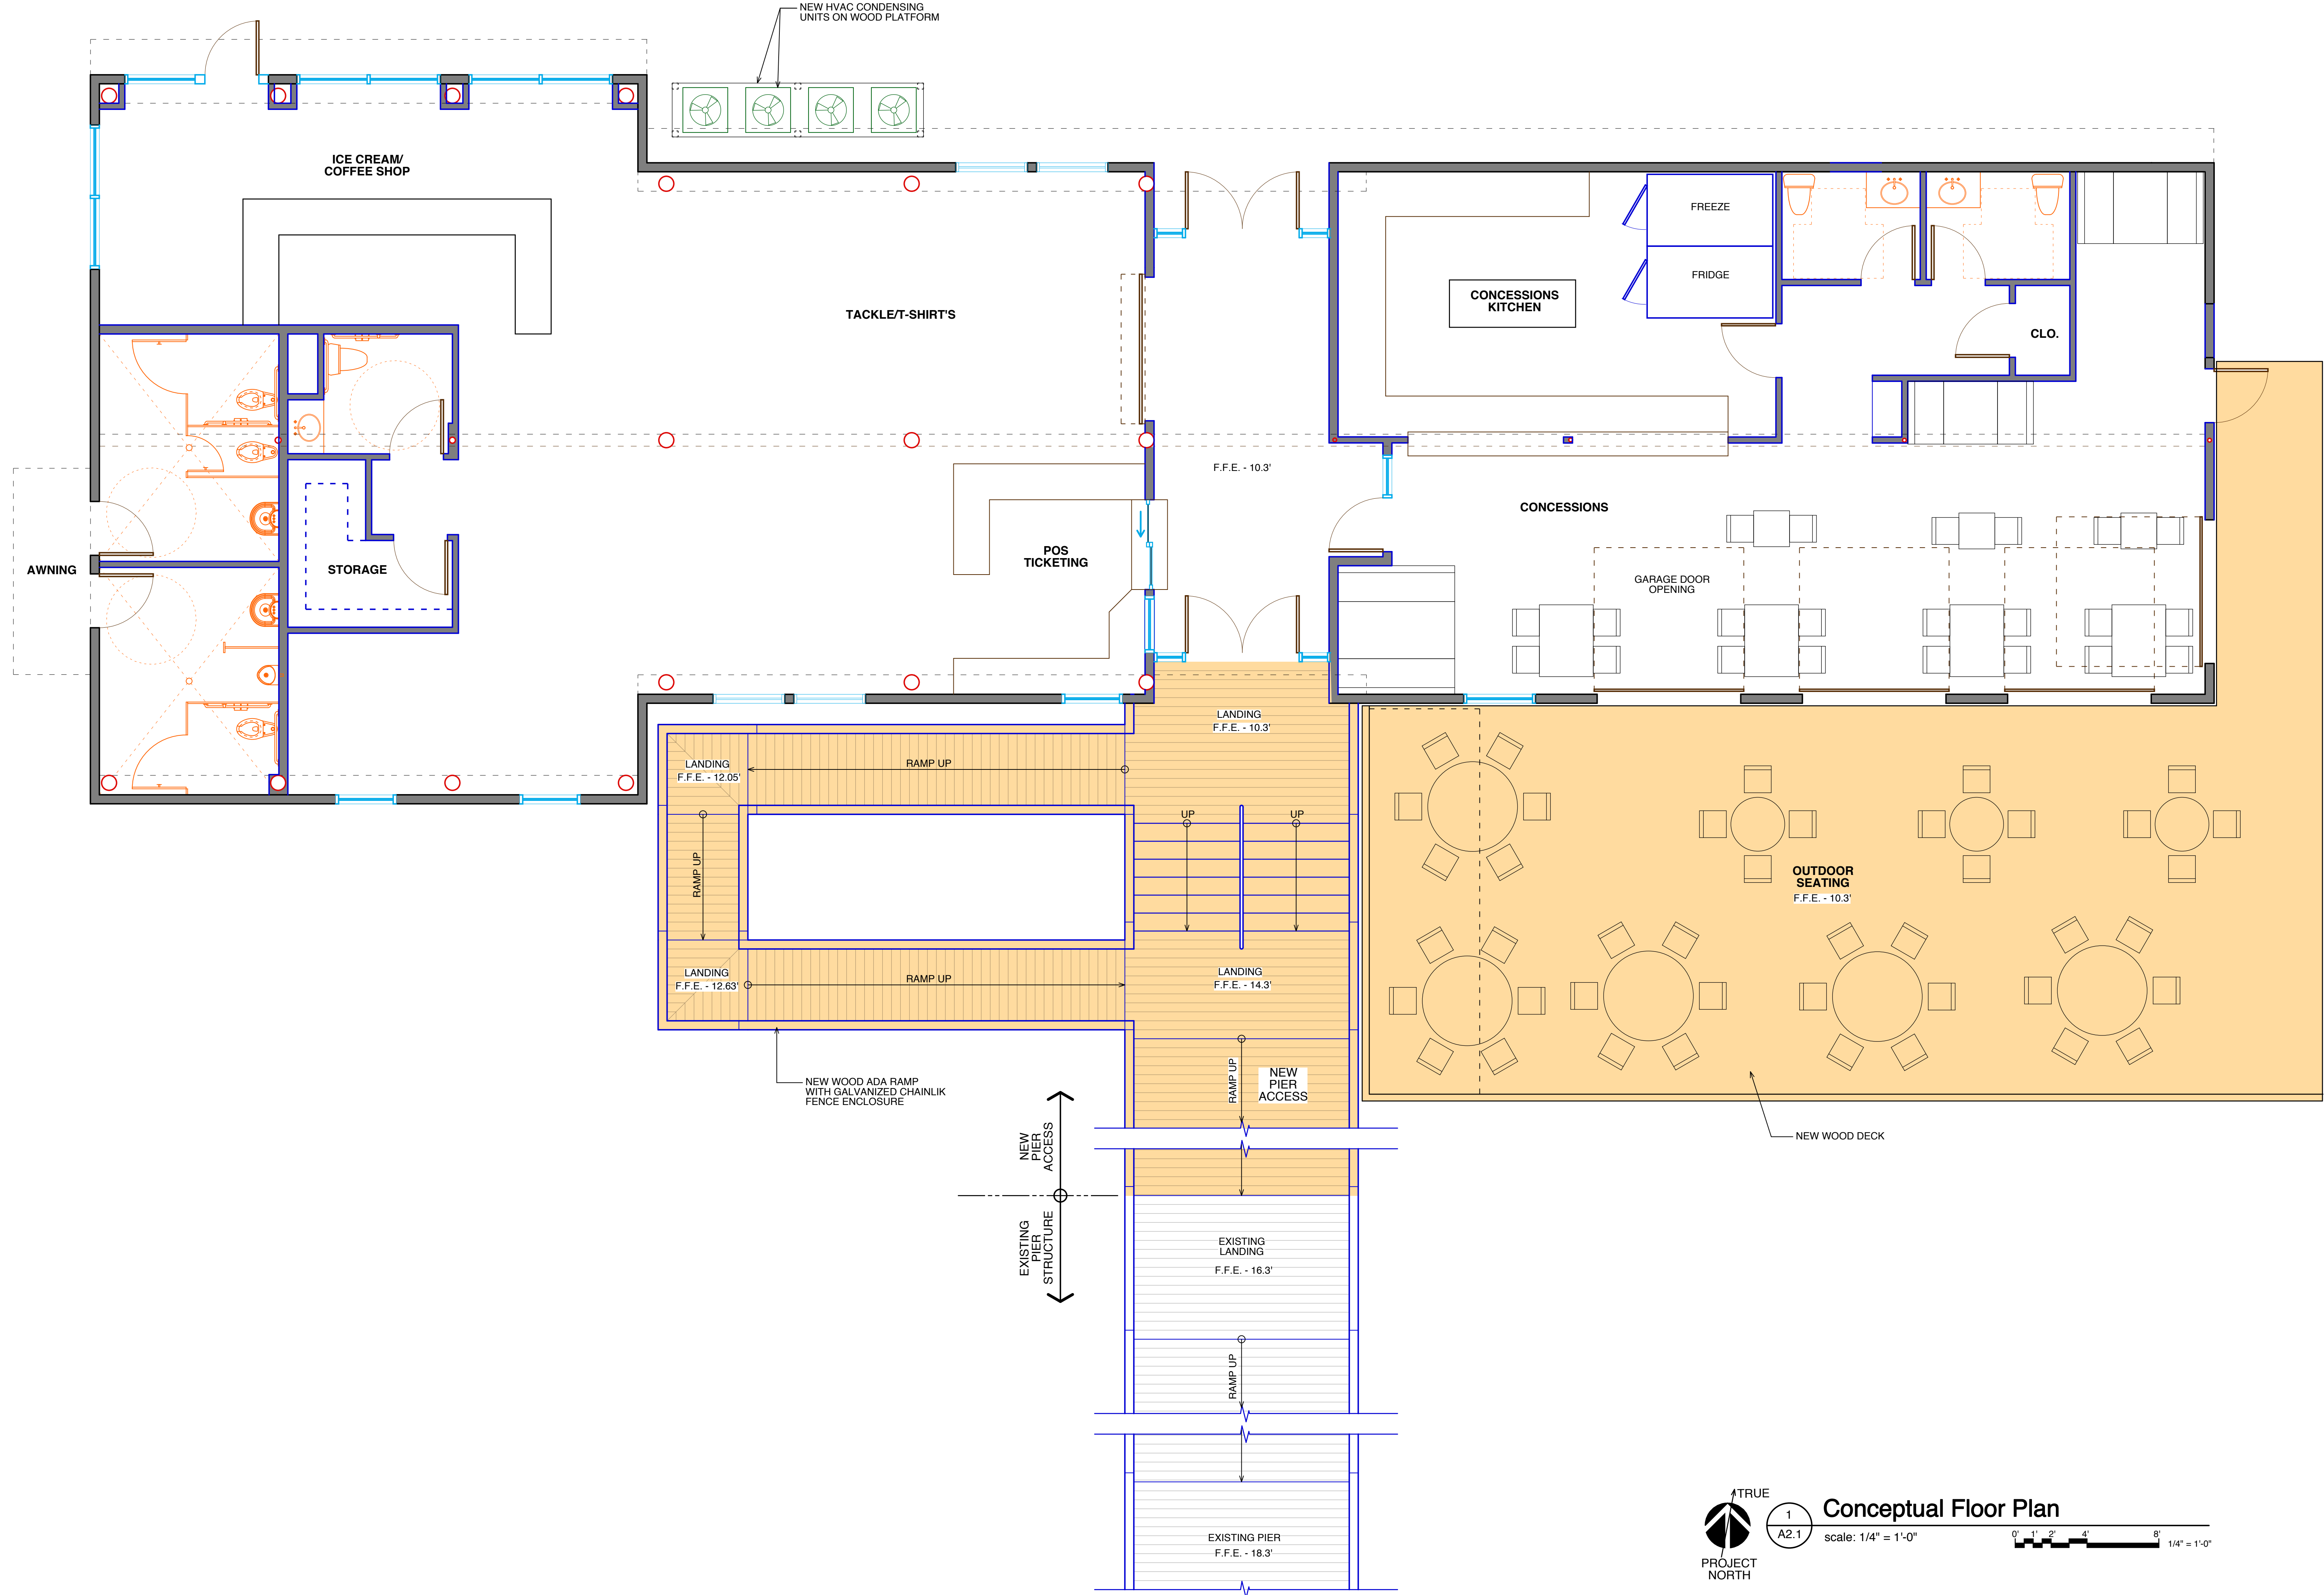 NEW HVAC CONDENSING
UNITS ON WOOD PLATFORM
ICE CREAM/
COFFEE SHOP
FREEZE
FRIDGE
CONCESSIONS
KITCHEN
TACKLE/T-SHIRT'S
CLO.
F.F.E. - 10.3'
CONCESSIONS
AWNING
STORAGE
POS
TICKETING
GARAGE DOOR
OPENING
LANDING
F.F.E. - 10.3'
LANDING
F.F.E. - 12.05'
RAMP UP
UP
UP
RAMP UP
OUTDOOR
SEATING
F.F.E. - 10.3'
LANDING
F.F.E. - 12.63'
RAMP UP
LANDING
F.F.E. - 14.3'
NEW WOOD ADA RAMP
WITH GALVANIZED CHAINLIK
FENCE ENCLOSURE
RAMP UP
NEW
PIER
ACCESS
NEW
PIER
ACCESS
NEW WOOD DECK
EXISTING
PIER
STRUCTURE
EXISTING
LANDING
F.F.E. - 16.3'
RAMP UP
EXISTING PIER
F.F.E. - 18.3'
TRUE
PROJECT
NORTH
1
A2.1
Conceptual Floor Plan
scale: 1/4" = 1'-0"
0' 1' 2' 4' 8'
1/4" = 1'-0"